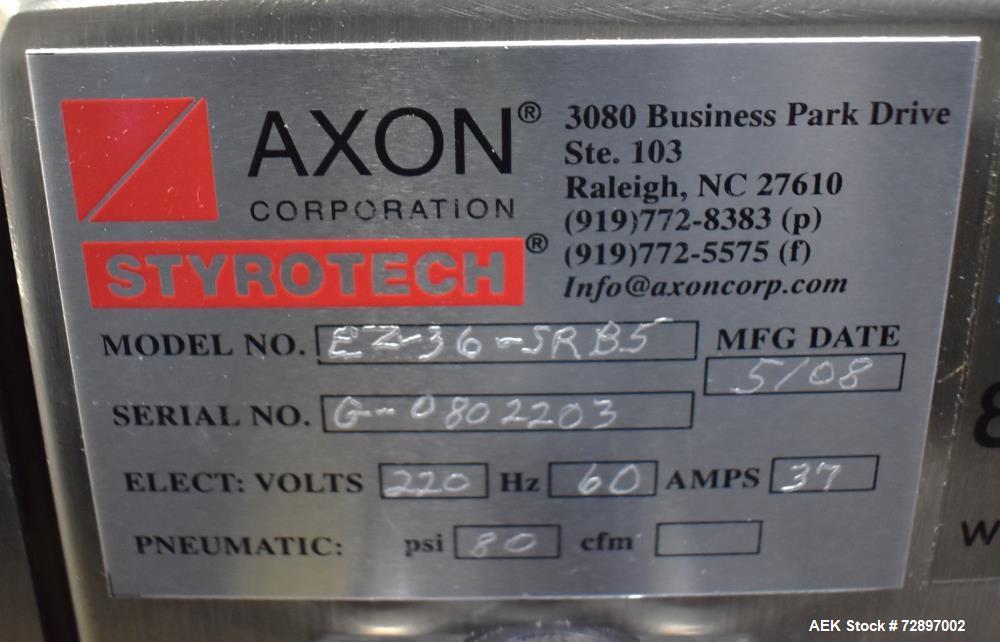 AXON®
CORPORATION
STYROTECH®
3080 Business Park Drive
Ste. 103
Raleigh, NC 27610
(919)772-8383 (p)
(919)772-5575 (f)
Info@axoncorp.com
MODEL NO. EZ-36-SRB5
MFG DATE
5/08
SERIAL NO. G-0802203
ELECT: VOLTS 220 Hz 60 AMPS 37
PNEUMATIC: psi 80 cfm
AEK Stock #72897002